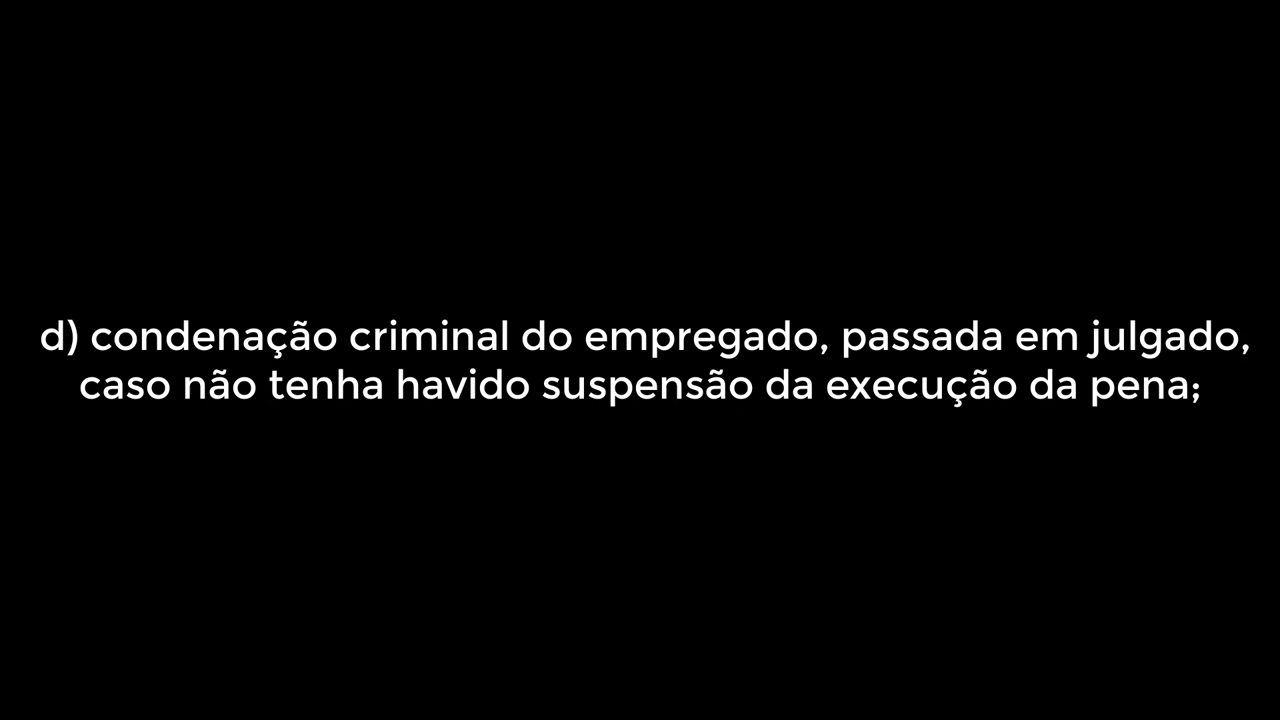 d) condenação criminal do empregado, passada em julgado,
caso não tenha havido suspensão da execução da pena;